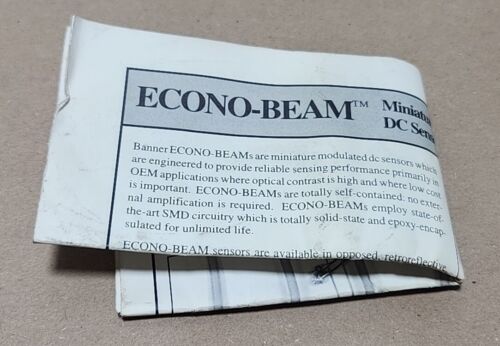 ECONO-BEAM™ Miniatu
DC Sens
Banner ECONO-BEAMs are miniature modulated dc sensors which
are engineered to provide reliable sensing performance primarily in
OEM applications where optical contrast is high and where low cost
is important. ECONO-BEAMs are totally self-contained; no exter-
nal amplification is required. ECONO-BEAMs employ state-of-
the-art SMD circuitry which is totally solid-state and epoxy-encap-
sulated for unlimited life.
ECONO-BEAM sensors are available in opposed, retroreflective